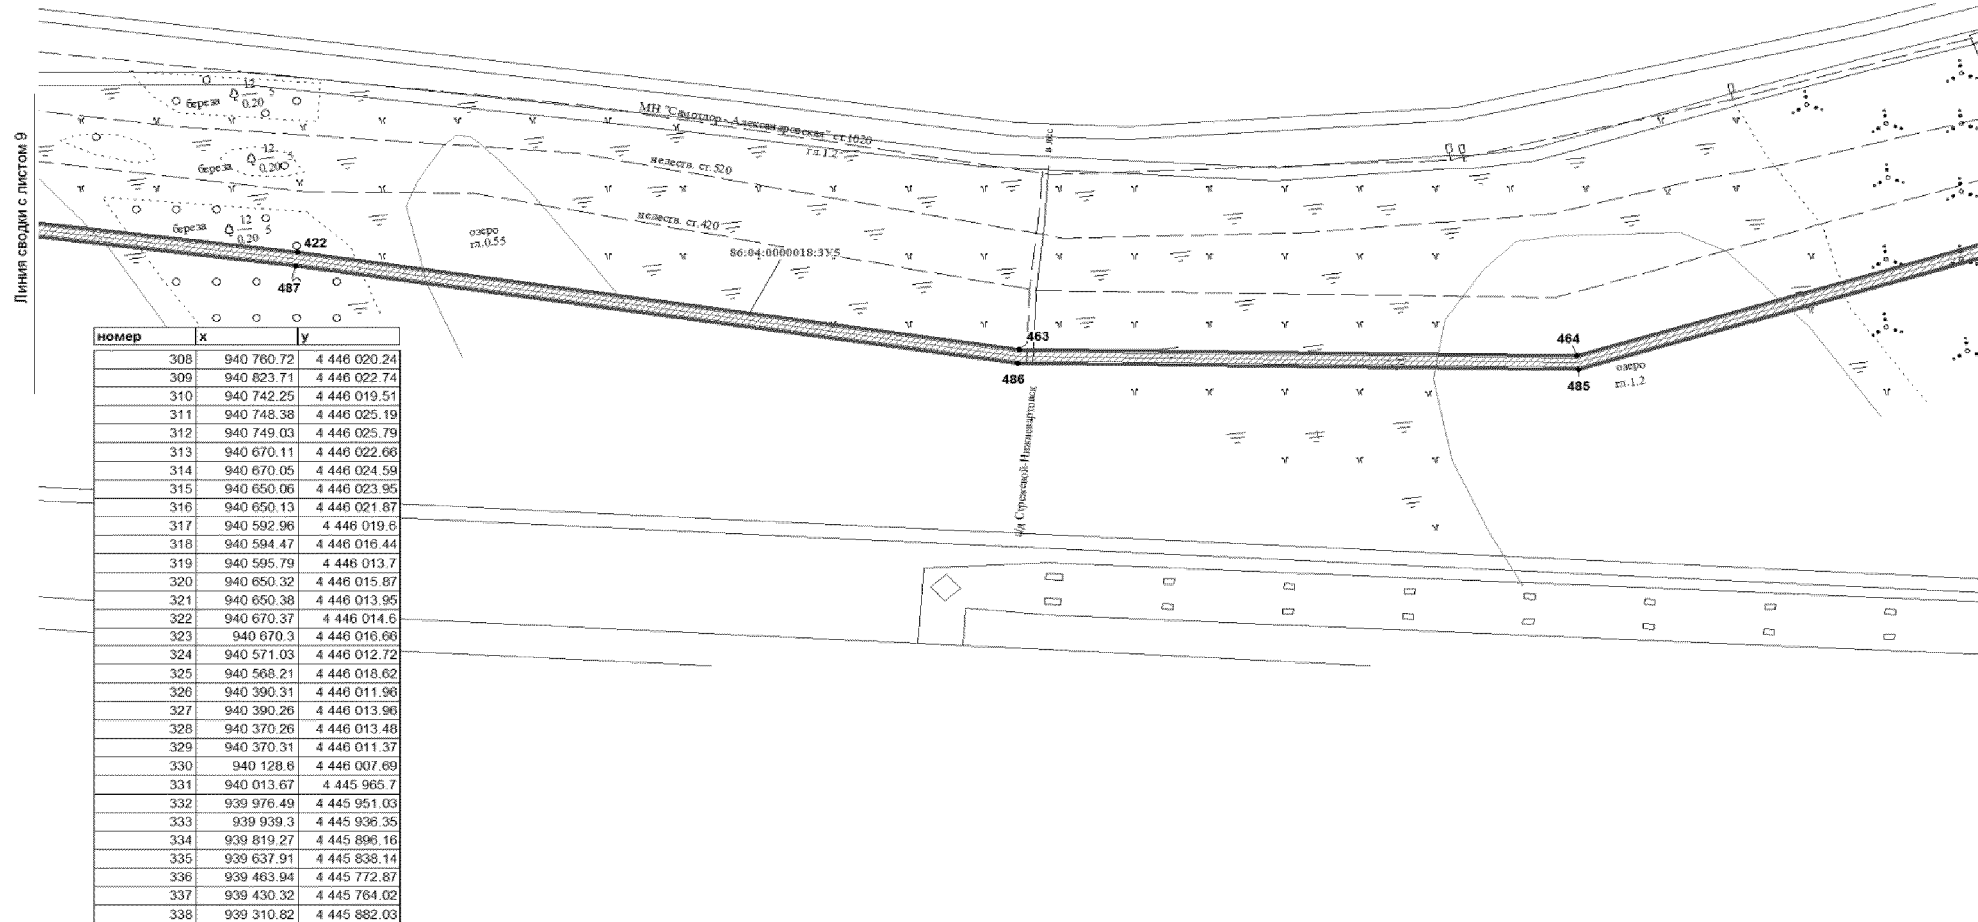 Линия сводки с листом 9
12
береза 5
0,20
12
береза
0,20
12
береза 5
0,20
МН "Самотлор - Александровская" ст.1020
гл.1,2
недейств. ст.520
недейств. ст.420
озеро
гл.0,55
422
487
463
486
464
485
озеро
гл.1,2
номер x y
308 940 760.72 4 446 020.24
309 940 823.71 4 446 022.74
310 940 742.25 4 446 019.51
311 940 748.38 4 446 025.19
312 940 749.03 4 446 025.79
313 940 670.11 4 446 022.66
314 940 670.05 4 446 024.59
315 940 650.06 4 446 023.95
316 940 650.13 4 446 021.87
317 940 592.96 4 446 019.6
318 940 594.47 4 446 016.44
319 940 595.79 4 446 013.7
320 940 650.32 4 446 015.87
321 940 650.38 4 446 013.95
322 940 670.37 4 446 014.6
323 940 670.3 4 446 016.66
324 940 571.03 4 446 012.72
325 940 568.21 4 446 018.62
326 940 390.31 4 446 011.96
327 940 390.26 4 446 013.96
328 940 370.26 4 446 013.48
329 940 370.31 4 446 011.37
330 940 128.6 4 446 007.69
331 940 013.67 4 445 965.7
332 939 976.49 4 445 951.03
333 939 939.3 4 445 936.35
334 939 819.27 4 445 896.16
335 939 637.91 4 445 838.14
336 939 463.94 4 445 772.87
337 939 430.32 4 445 764.02
338 939 310.82 4 445 882.03